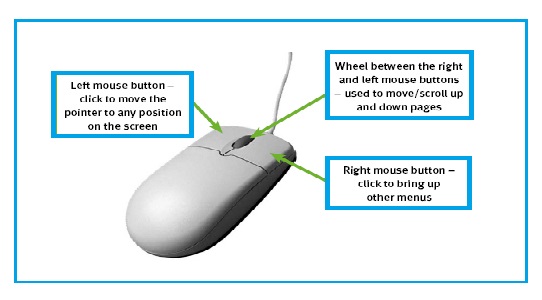 Left mouse button –
click to move the
pointer to any position
on the screen
Wheel between the right
and left mouse buttons
– used to move/scroll up
and down pages
Right mouse button –
click to bring up
other menus